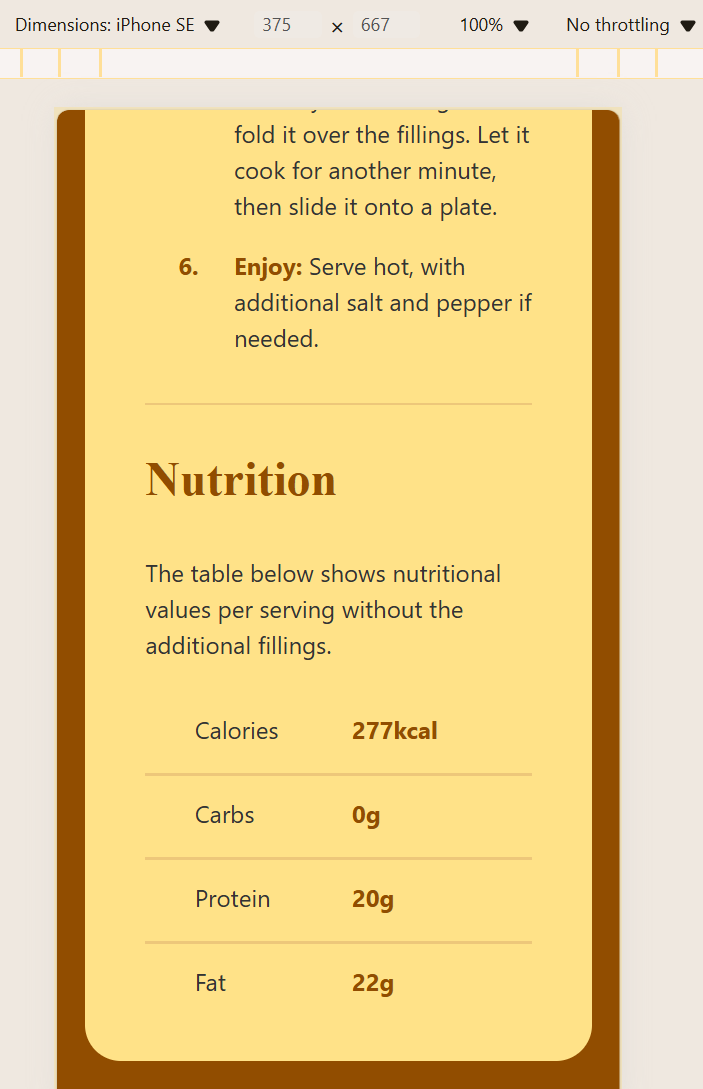 Dimensions: iPhone SE 375 × 667 100% No throttling
fold it over the fillings. Let it
cook for another minute,
then slide it onto a plate.
6. Enjoy: Serve hot, with
additional salt and pepper if
needed.
Nutrition
The table below shows nutritional
values per serving without the
additional fillings.
Calories 277kcal
Carbs 0g
Protein 20g
Fat 22g